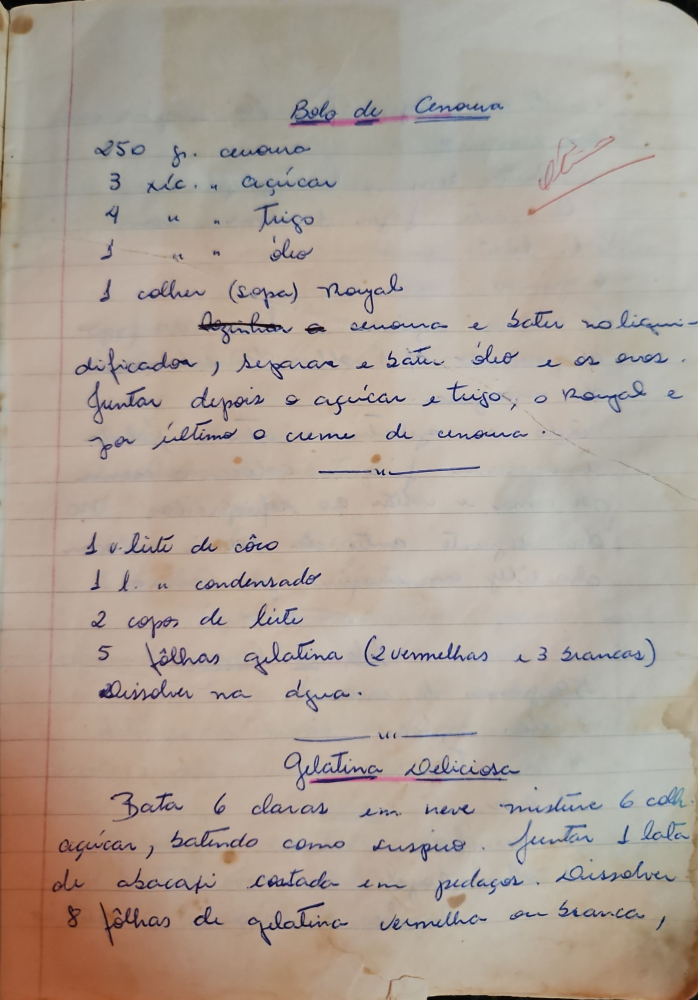 Bolo de Cenoura
250 gr. cenoura
3 xíc. " açúcar
4 " " trigo
1 " " óleo
1 colher (sopa) Royal
Cozinhar a cenoura e bater no liqui-
dificador, separar e bater óleo e os ovos.
Juntar depois o açúcar e trigo, o Royal e
por último o creme de cenoura.
1 v. leite de côco
1 l. " condensado
2 copos de leite
5 fôlhas gelatina (2 vermelhas e 3 brancas)
Dissolver na água.
Gelatina Deliciosa
Bata 6 claras em neve misture 6 colh.
açúcar, batendo como suspiro. Juntar 1 lata
de abacaxi cortada em pedaços. Dissolver
8 fôlhas de gelatina vermelha ou branca,